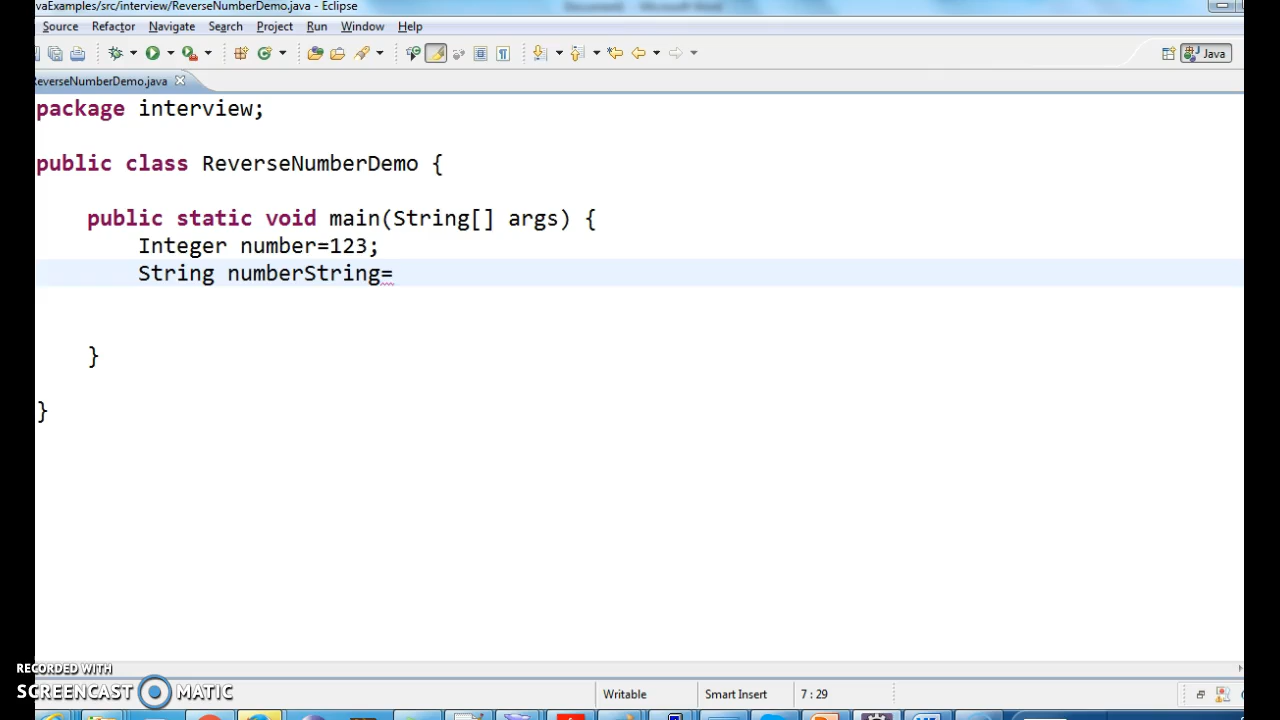 vaExamples/src/interview/ReverseNumberDemo.java - Eclipse
Source Refactor Navigate Search Project Run Window Help
Java
ReverseNumberDemo.java
package interview;
public class ReverseNumberDemo {
public static void main(String[] args) {
Integer number=123;
String numberString=
}
}
RECORDED WITH
SCREENCAST MATIC
Writable Smart Insert 7 : 29